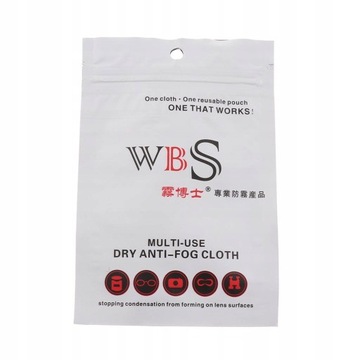 One cloth · One reusable pouch
ONE THAT WORKS!
WBS
霧博士® 專業防霧産品
MULTI-USE
DRY ANTI-FOG CLOTH
stopping condensation from forming on lens surfaces